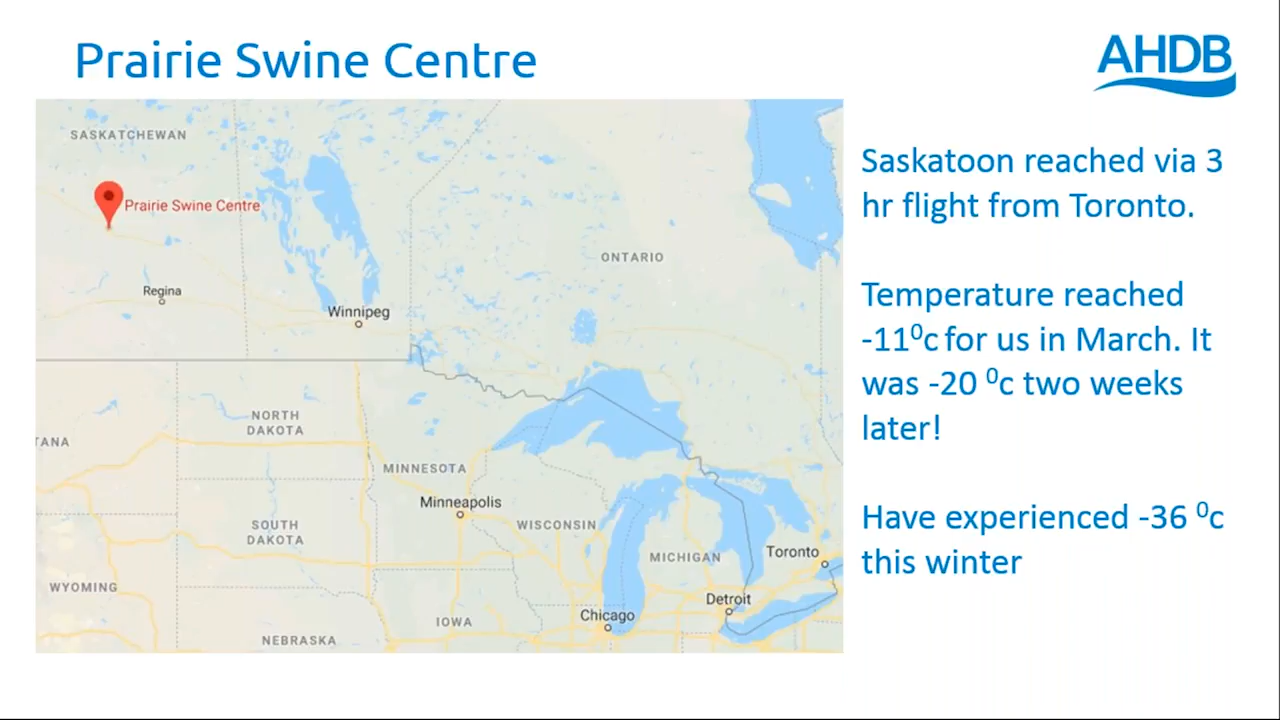 Prairie Swine Centre
AHDB
SASKATCHEWAN
Prairie Swine Centre
Regina
Winnipeg
ONTARIO
NORTH
DAKOTA
TANA
MINNESOTA
Minneapolis
SOUTH
DAKOTA
WISCONSIN
MICHIGAN
Toronto
WYOMING
Detroit
Chicago
IOWA
NEBRASKA
Saskatoon reached via 3
hr flight from Toronto.
Temperature reached
-11⁰c for us in March. It
was -20 ⁰c two weeks
later!
Have experienced -36 ⁰c
this winter